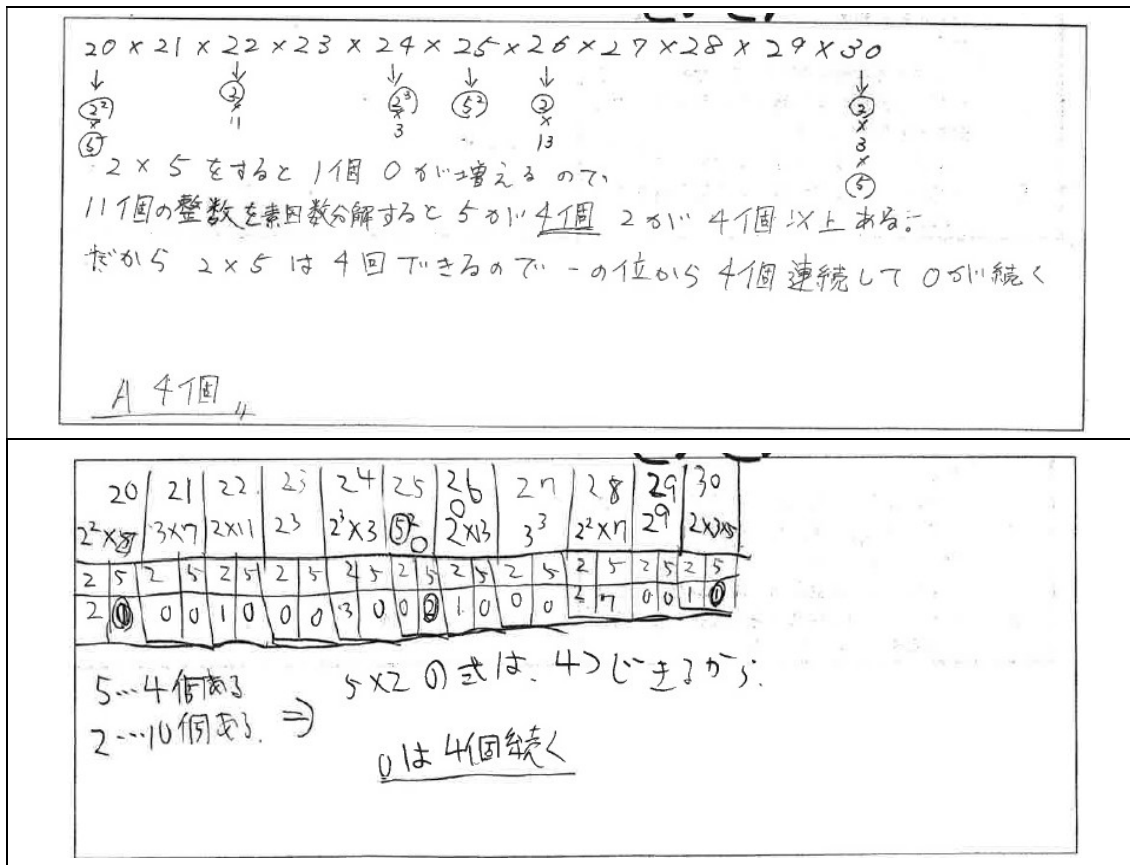 20 × 21 × 22 × 23 × 24 × 25 × 26 × 27 × 28 × 29 × 30
↓ ↓ ↓ ↓ ↓ ↓
2² × 5
2 × 11
2³ × 3
5²
2 × 13
2 × 3 × 5
2 × 5 をすると 1個 0 が増えるので、
11個の整数を素因数分解すると 5が 4個 2が 4個以上ある。
だから 2×5 は 4回できるので 一の位から 4個連続して 0が続く
A 4個〃
20 21 22 23 24 25 26 27 28 29 30
2²×5 3×7 2×11 23 2³×3 5² 2×13 3³ 2²×7 29 2×3×5
2 5 2 5 2 5 2 5 2 5 2 5 2 5 2 5 2 5 2 5 2 5
2 1 0 0 1 0 0 0 3 0 0 2 1 0 0 0 2 7 0 0 1 1
5…4個ある
2…10個ある. ⇒ 5×2の式は、4つできるから.
0は4個続く